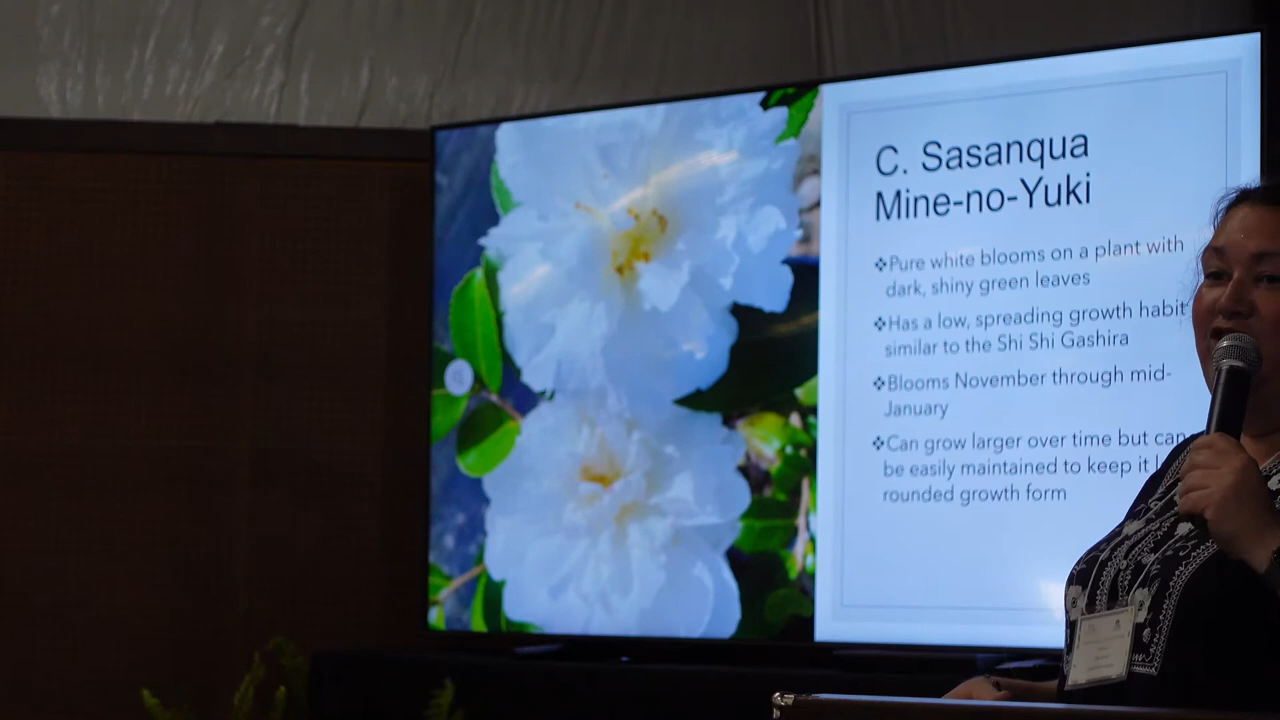 C. Sasanqua
Mine-no-Yuki
❖Pure white blooms on a plant with
dark, shiny green leaves
❖Has a low, spreading growth habit
similar to the Shi Shi Gashira
❖Blooms November through mid-
January
❖Can grow larger over time but can
be easily maintained to keep it
rounded growth form